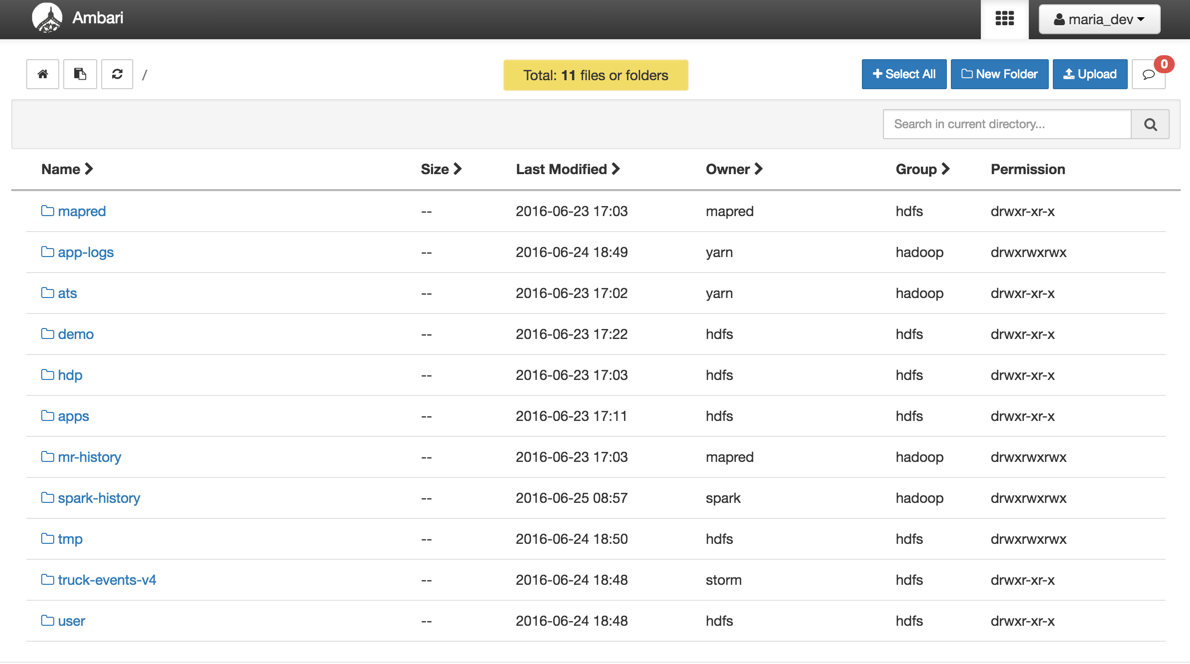 Ambari maria_dev
/ Total: 11 files or folders Select All New Folder Upload 0
Search in current directory...
Name Size Last Modified Owner Group Permission
mapred -- 2016-06-23 17:03 mapred hdfs drwxr-xr-x
app-logs -- 2016-06-24 18:49 yarn hadoop drwxrwxrwx
ats -- 2016-06-23 17:02 yarn hadoop drwxr-xr-x
demo -- 2016-06-23 17:22 hdfs hdfs drwxr-xr-x
hdp -- 2016-06-23 17:03 hdfs hdfs drwxr-xr-x
apps -- 2016-06-23 17:11 hdfs hdfs drwxr-xr-x
mr-history -- 2016-06-23 17:03 mapred hadoop drwxrwxrwx
spark-history -- 2016-06-25 08:57 spark hadoop drwxrwxrwx
tmp -- 2016-06-24 18:50 hdfs hdfs drwxrwxrwx
truck-events-v4 -- 2016-06-24 18:48 storm hdfs drwxr-xr-x
user -- 2016-06-24 18:48 hdfs hdfs drwxr-xr-x